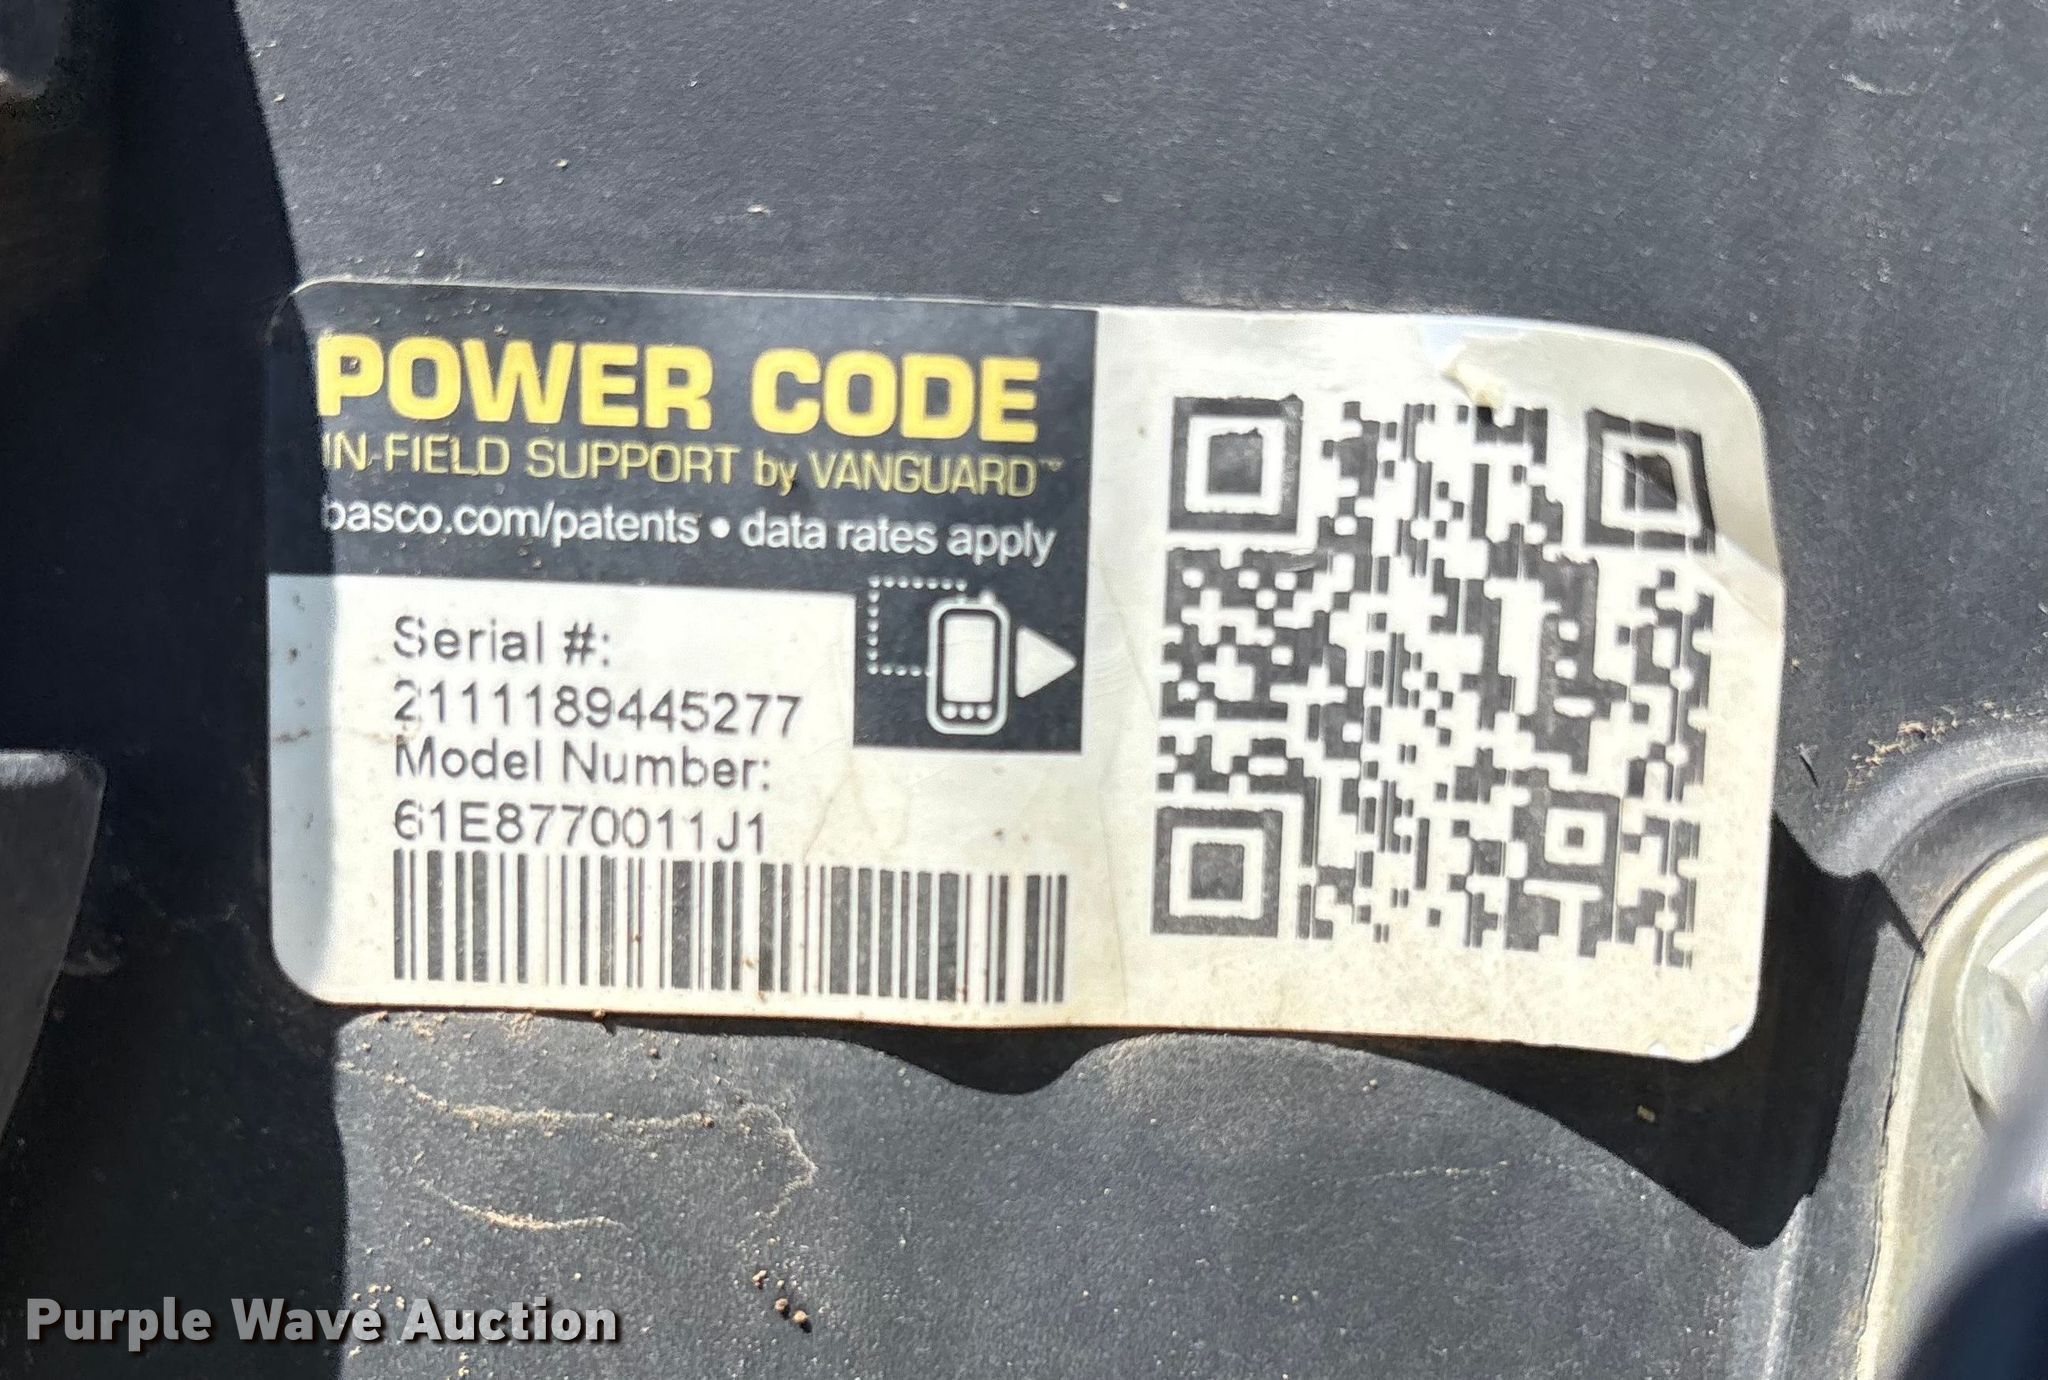 POWER CODE
IN-FIELD SUPPORT by VANGUARD™
basco.com/patents • data rates apply
Serial #:
2111189445277
Model Number:
61E8770011J1
Purple Wave Auction